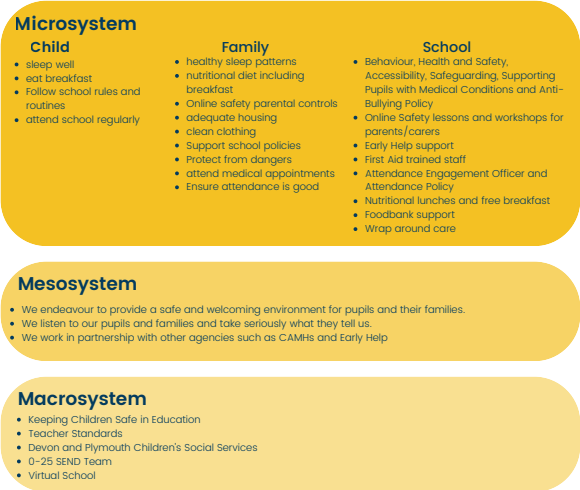 Microsystem
Child
• sleep well
• eat breakfast
• Follow school rules and
routines
• attend school regularly
Family
• healthy sleep patterns
• nutritional diet including
breakfast
• Online safety parental controls
• adequate housing
• clean clothing
• Support school policies
• Protect from dangers
• attend medical appointments
• Ensure attendance is good
School
• Behaviour, Health and Safety,
Accessibility, Safeguarding, Supporting
Pupils with Medical Conditions and Anti-
Bullying Policy
• Online Safety lessons and workshops for
parents/carers
• Early Help support
• First Aid trained staff
• Attendance Engagement Officer and
Attendance Policy
• Nutritional lunches and free breakfast
• Foodbank support
• Wrap around care
Mesosystem
• We endeavour to provide a safe and welcoming environment for pupils and their families.
• We listen to our pupils and families and take seriously what they tell us.
• We work in partnership with other agencies such as CAMHs and Early Help
Macrosystem
• Keeping Children Safe in Education
• Teacher Standards
• Devon and Plymouth Children's Social Services
• 0-25 SEND Team
• Virtual School